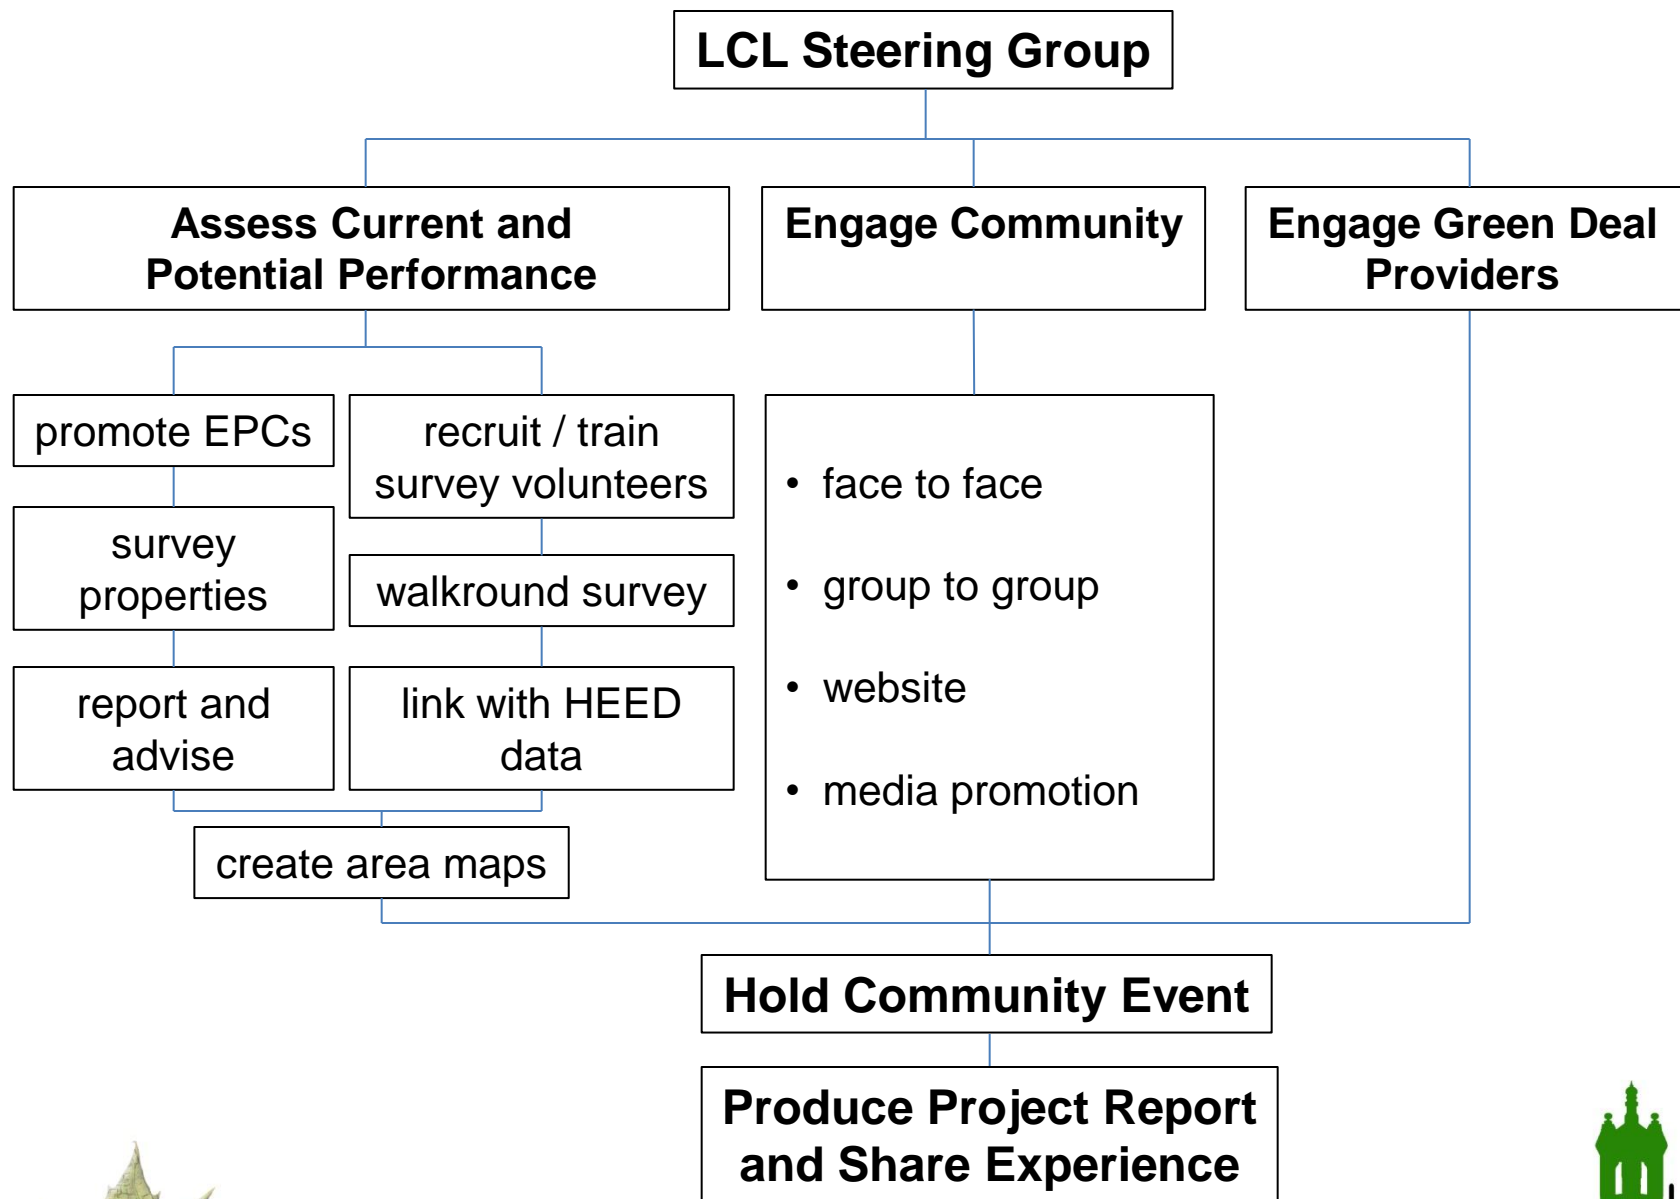 LCL Steering Group
Assess Current and
Potential Performance
Engage Community
Engage Green Deal
Providers
promote EPCs
survey
properties
report and
advise
recruit / train
survey volunteers
walkround survey
link with HEED
data
create area maps
• face to face
• group to group
• website
• media promotion
Hold Community Event
Produce Project Report
and Share Experience